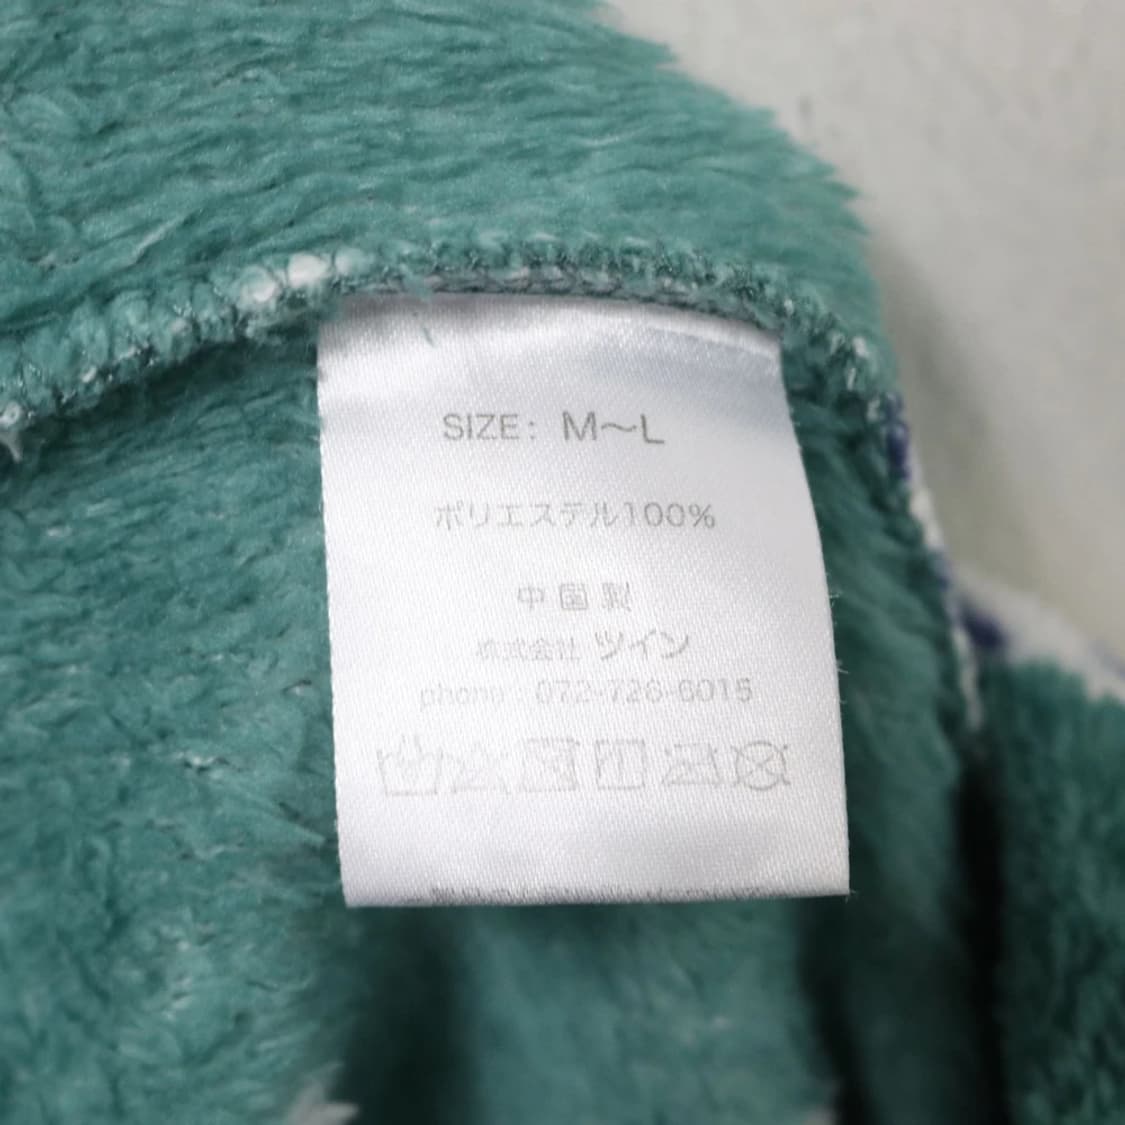 SIZE: M～L
ポリエステル100%
中国製
株式会社 ツイン
phone : 072-726-6015